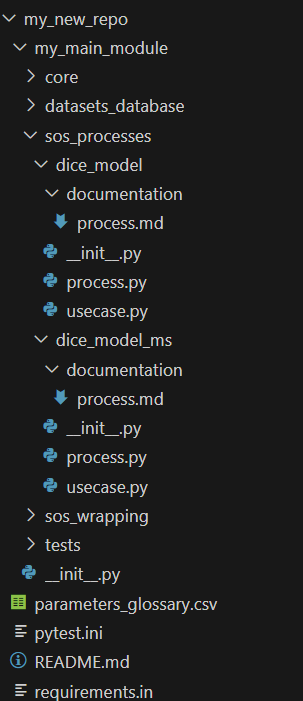 my_new_repo
my_main_module
core
datasets_database
sos_processes
dice_model
documentation
process.md
__init__.py
process.py
usecase.py
dice_model_ms
documentation
process.md
__init__.py
process.py
usecase.py
sos_wrapping
tests
__init__.py
parameters_glossary.csv
pytest.ini
README.md
requirements.in